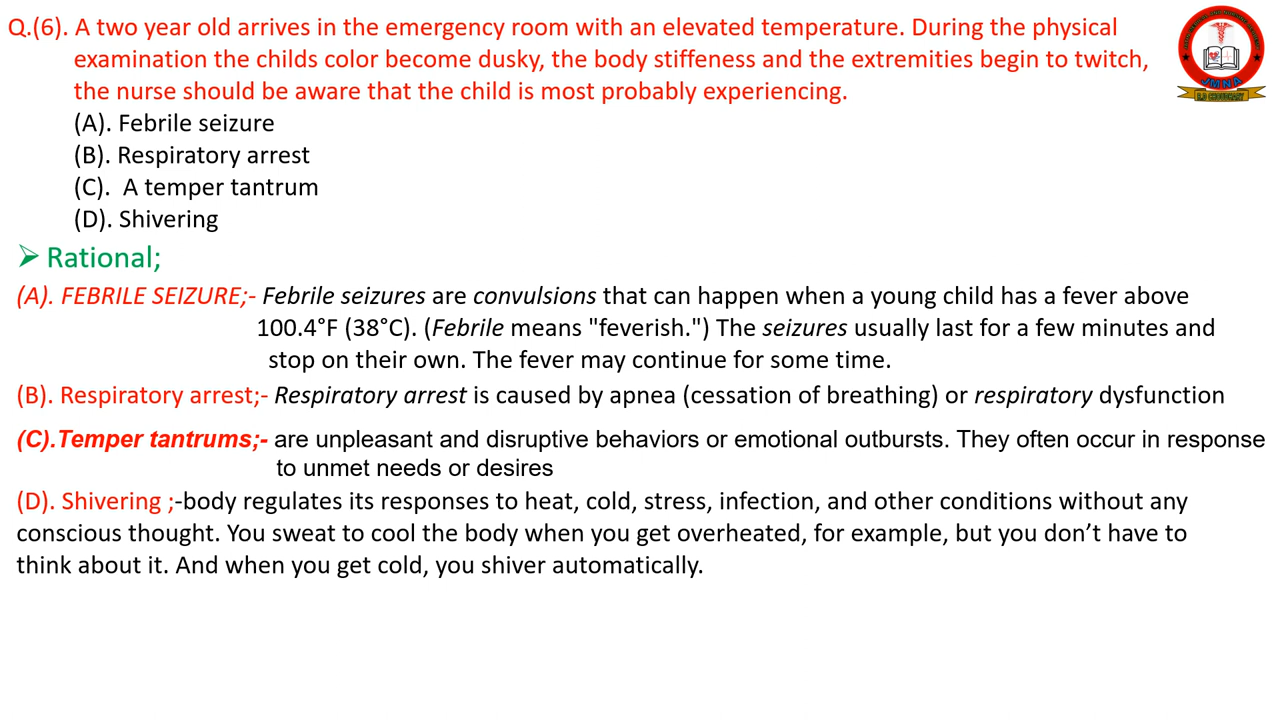 Q.(6). A two year old arrives in the emergency room with an elevated temperature. During the physical
examination the childs color become dusky, the body stiffeness and the extremities begin to twitch,
the nurse should be aware that the child is most probably experiencing.
(A). Febrile seizure
(B). Respiratory arrest
(C). A temper tantrum
(D). Shivering
➢ Rational;
(A). FEBRILE SEIZURE;- Febrile seizures are convulsions that can happen when a young child has a fever above
100.4°F (38°C). (Febrile means "feverish.") The seizures usually last for a few minutes and
stop on their own. The fever may continue for some time.
(B). Respiratory arrest;- Respiratory arrest is caused by apnea (cessation of breathing) or respiratory dysfunction
(C).Temper tantrums;- are unpleasant and disruptive behaviors or emotional outbursts. They often occur in response
to unmet needs or desires
(D). Shivering ;-body regulates its responses to heat, cold, stress, infection, and other conditions without any
conscious thought. You sweat to cool the body when you get overheated, for example, but you don’t have to
think about it. And when you get cold, you shiver automatically.
JMNA